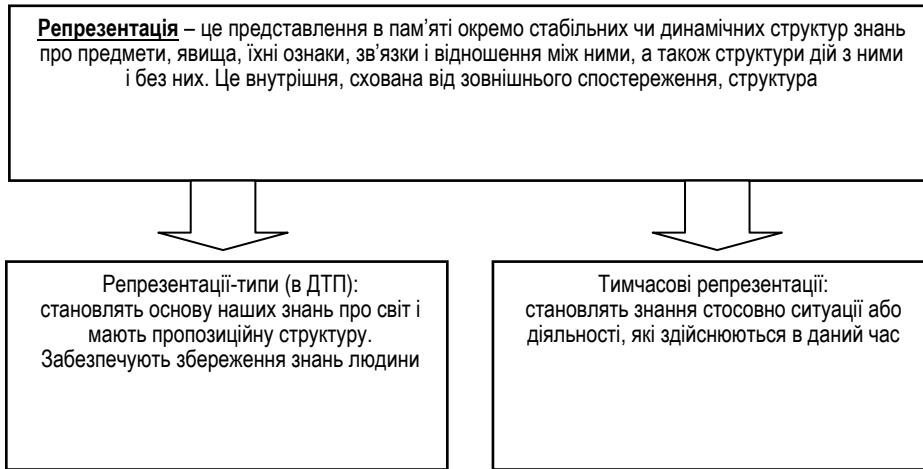 Репрезентація – це представлення в пам’яті окремо стабільних чи динамічних структур знань
про предмети, явища, їхні ознаки, зв’язки і відношення між ними, а також структури дій з ними
і без них. Це внутрішня, схована від зовнішнього спостереження, структура
Репрезентації-типи (в ДТП):
становлять основу наших знань про світ і
мають пропозиційну структуру.
Забезпечують збереження знань людини
Тимчасові репрезентації:
становлять знання стосовно ситуації або
діяльності, які здійснюються в даний час